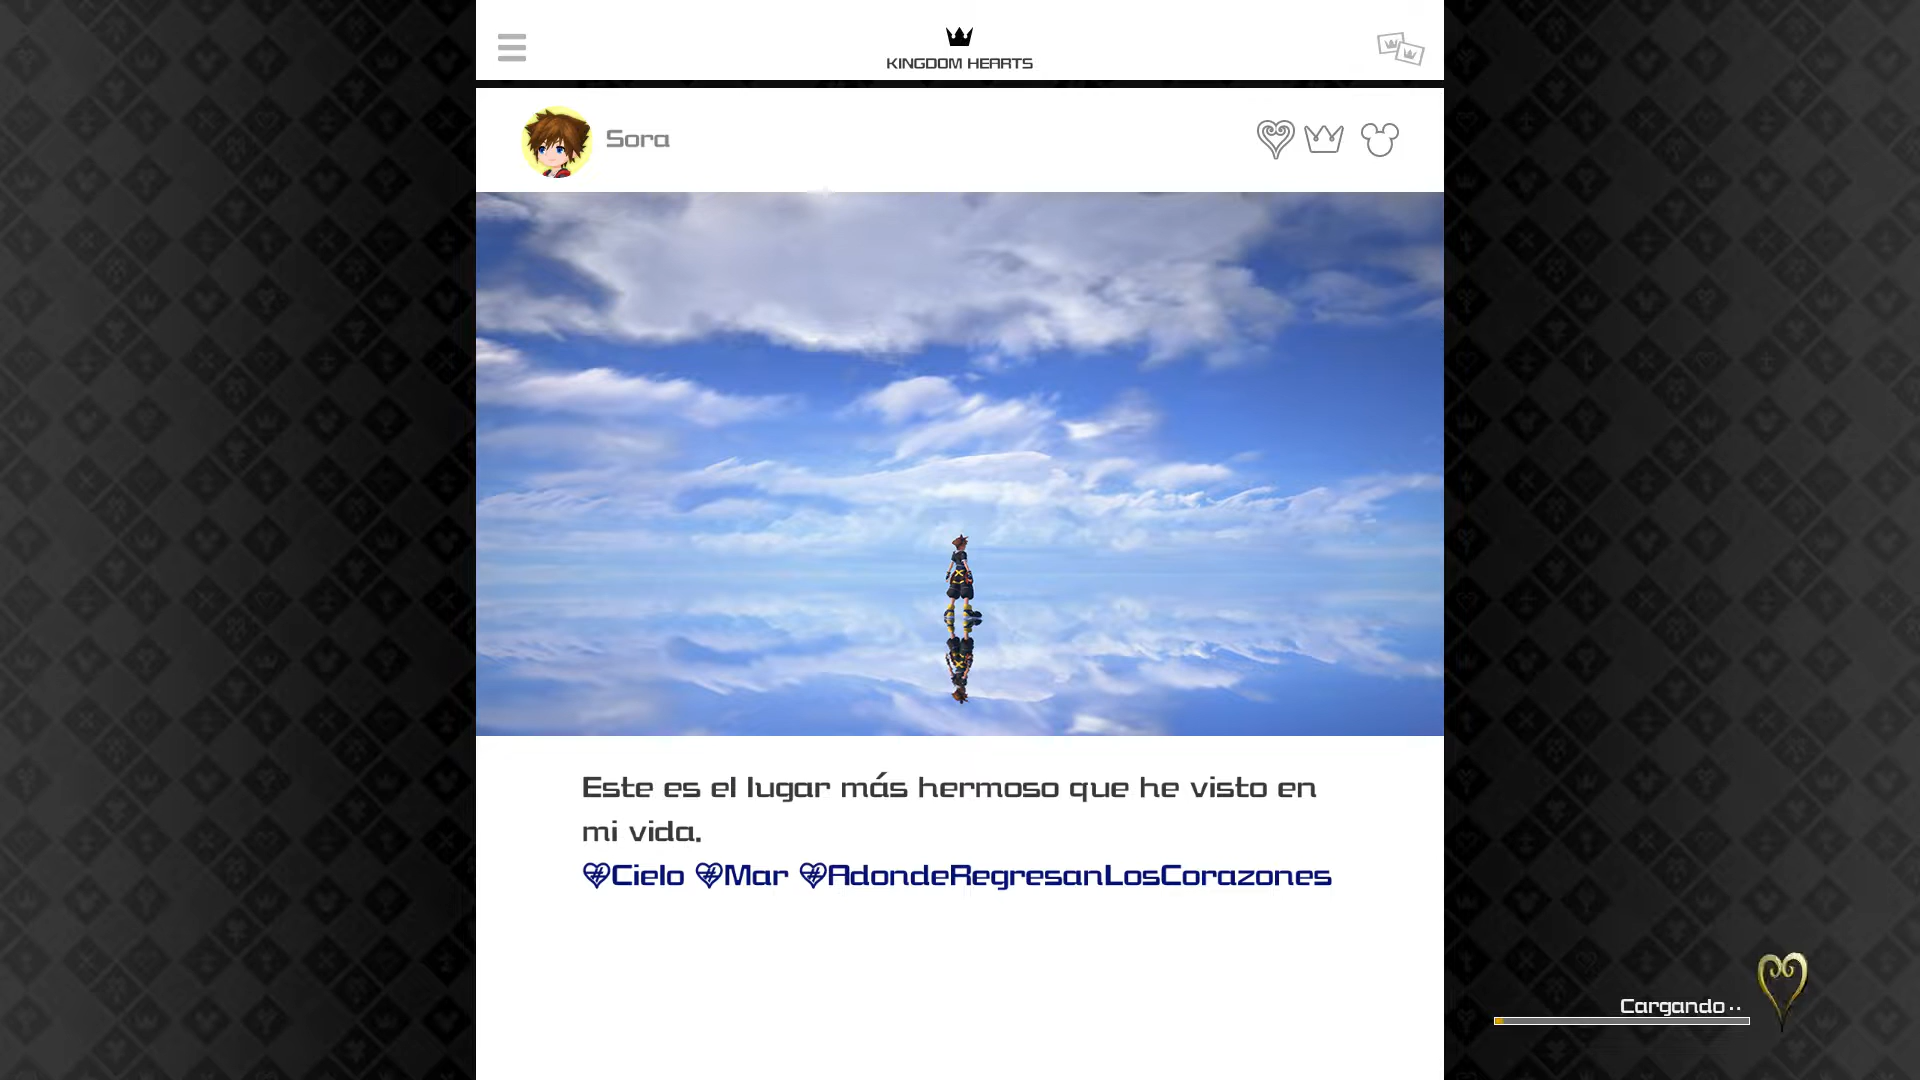 KINGDOM HEARTS
Sora
Este es el lugar más hermoso que he visto en
mi vida.
#Cielo #Mar #AdondeRegresanLosCorazones
Cargando..